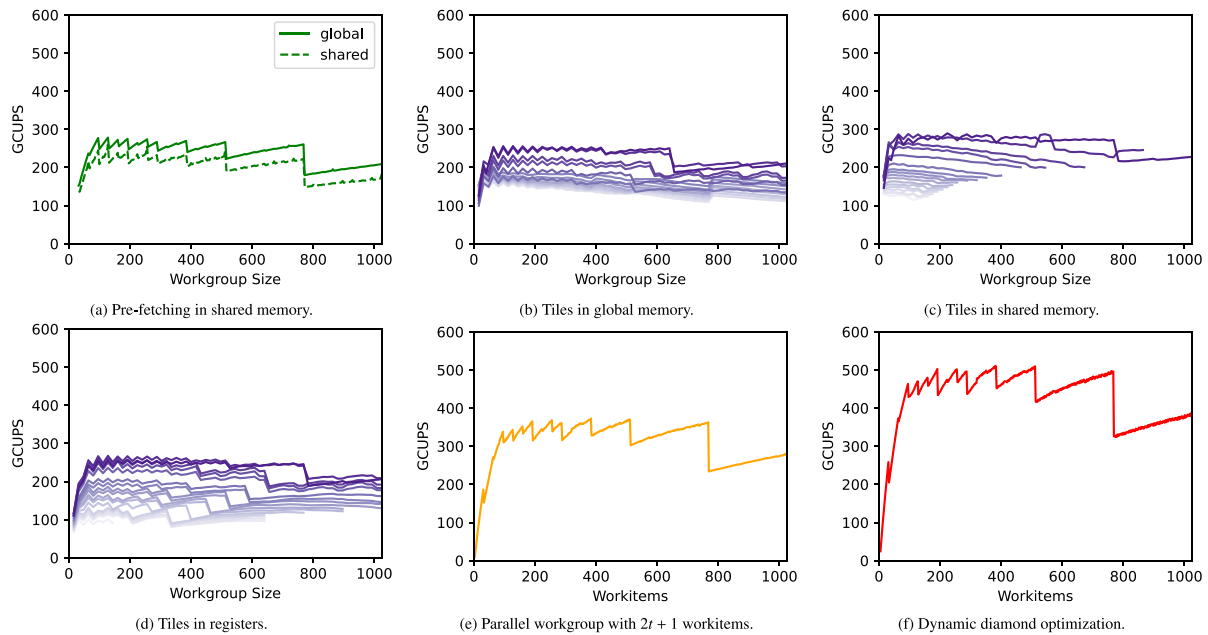 600
500
400
300
200
100
0
GCUPS
global
shared
0 200 400 600 800 1000
Workgroup Size
(a) Pre-fetching in shared memory.
600
500
400
300
200
100
0
GCUPS
0 200 400 600 800 1000
Workgroup Size
(b) Tiles in global memory.
600
500
400
300
200
100
0
GCUPS
0 200 400 600 800 1000
Workgroup Size
(c) Tiles in shared memory.
600
500
400
300
200
100
0
GCUPS
0 200 400 600 800 1000
Workgroup Size
(d) Tiles in registers.
600
500
400
300
200
100
0
GCUPS
0 200 400 600 800 1000
Workitems
(e) Parallel workgroup with 2t + 1 workitems.
600
500
400
300
200
100
0
GCUPS
0 200 400 600 800 1000
Workitems
(f) Dynamic diamond optimization.